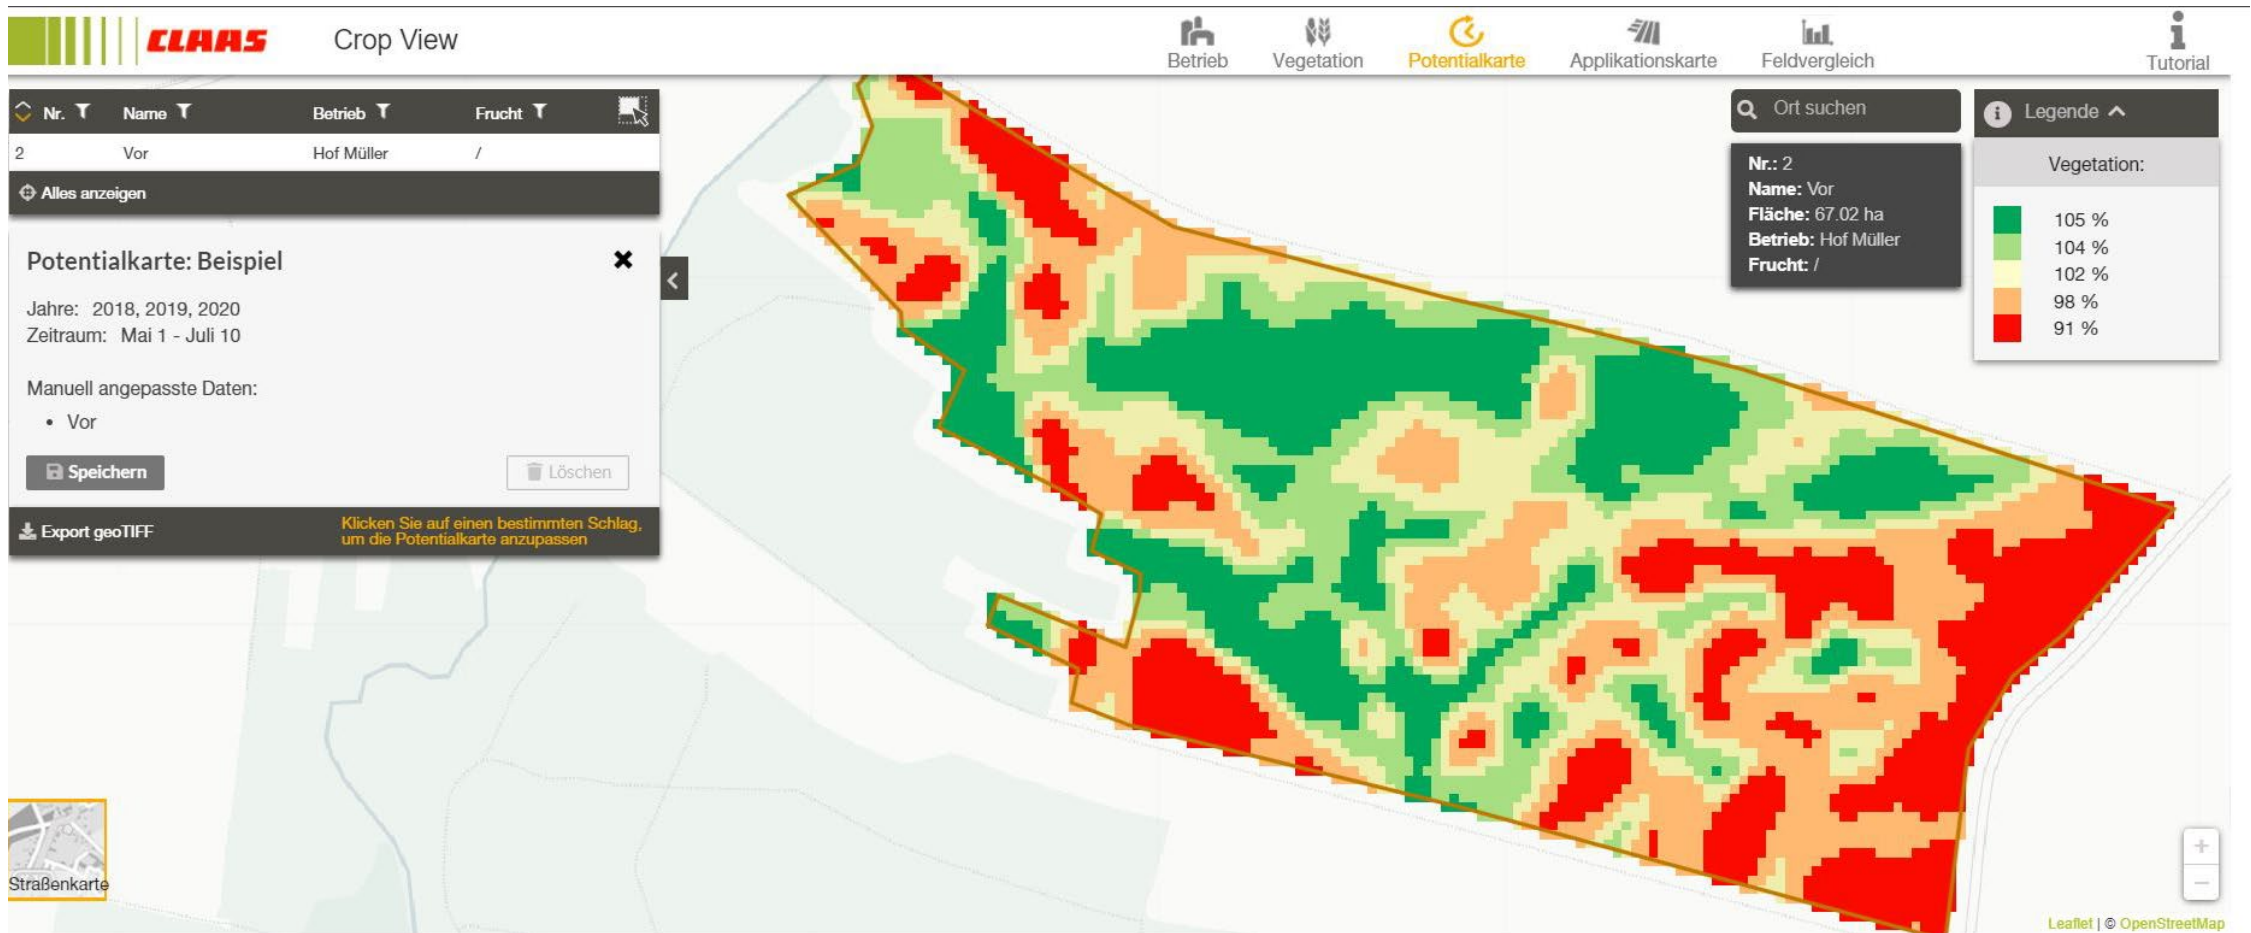 CLAAS
Crop View
Betrieb
Vegetation
Potentialkarte
Applikationskarte
Feldvergleich
Tutorial
Nr.
Name
Betrieb
Frucht
2
Vor
Hof Müller
/
Alles anzeigen
Potentialkarte: Beispiel
Jahre: 2018, 2019, 2020
Zeitraum: Mai 1 - Juli 10
Manuell angepasste Daten:
• Vor
Speichern
Löschen
Export geoTIFF
Klicken Sie auf einen bestimmten Schlag,
um die Potentialkarte anzupassen
Ort suchen
Nr.: 2
Name: Vor
Fläche: 67.02 ha
Betrieb: Hof Müller
Frucht: /
Legende
Vegetation:
105 %
104 %
102 %
98 %
91 %
Straßenkarte
+
−
Leaflet | © OpenStreetMap